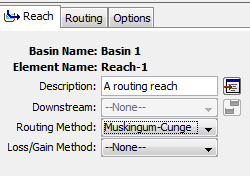 Reach Routing Options
Basin Name: Basin 1
Element Name: Reach-1
Description: A routing reach
Downstream: --None--
Routing Method: Muskingum-Cunge
Loss/Gain Method: --None--